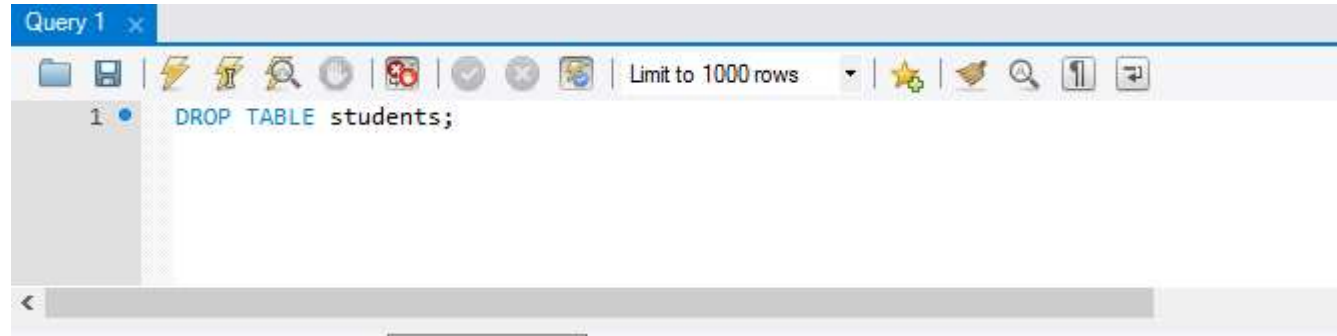 Query 1
Limit to 1000 rows
1 DROP TABLE students;